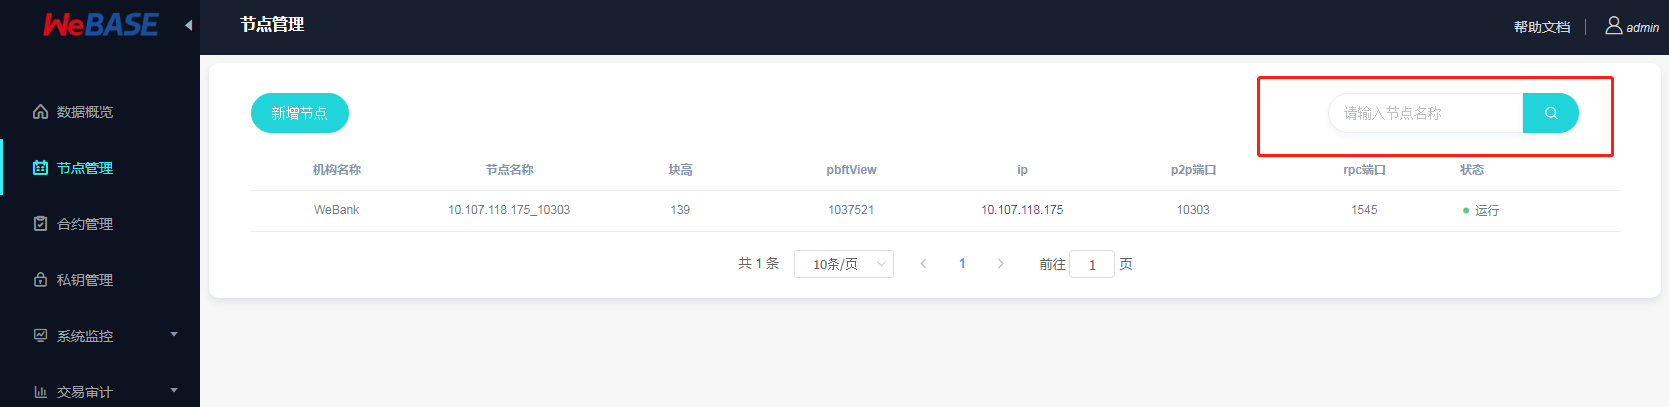 WeBASE
节点管理
帮助文档
admin
数据概览
节点管理
合约管理
私钥管理
系统监控
交易审计
新增节点
请输入节点名称
机构名称 节点名称 块高 pbftView ip p2p端口 rpc端口 状态
WeBank 10.107.118.175_10303 139 1037521 10.107.118.175 10303 1545 运行
共 1 条 10条/页 1 前往 1 页